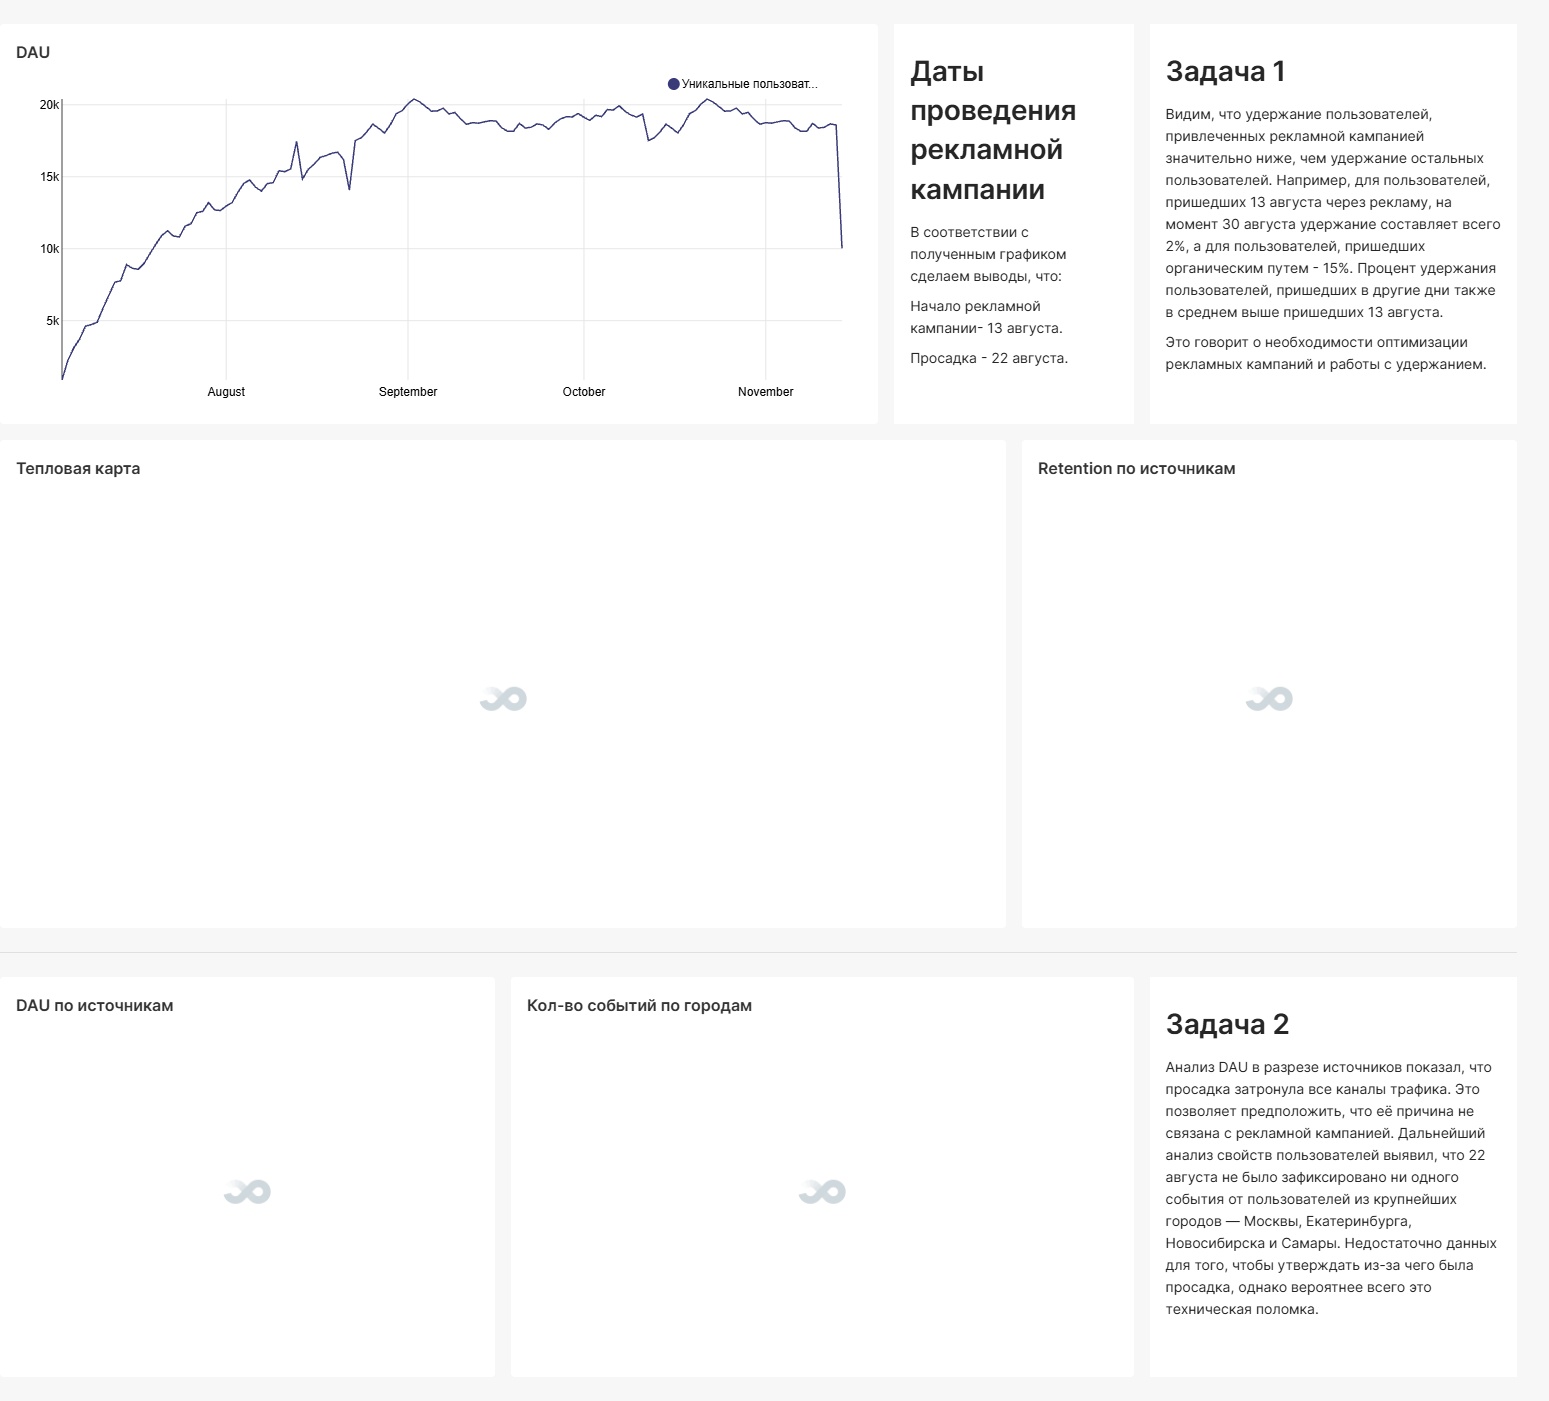 DAU
Уникальные пользоват...
20k
15k
10k
5k
August
September
October
November
Даты
проведения
рекламной
кампании
В соответствии с
полученным графиком
сделаем выводы, что:
Начало рекламной
кампании- 13 августа.
Просадка - 22 августа.
Задача 1
Видим, что удержание пользователей,
привлеченных рекламной кампанией
значительно ниже, чем удержание остальных
пользователей. Например, для пользователей,
пришедших 13 августа через рекламу, на
момент 30 августа удержание составляет всего
2%, а для пользователей, пришедших
органическим путем - 15%. Процент удержания
пользователей, пришедших в другие дни также
в среднем выше пришедших 13 августа.
Это говорит о необходимости оптимизации
рекламных кампаний и работы с удержанием.
Тепловая карта
Retention по источникам
DAU по источникам
Кол-во событий по городам
Задача 2
Анализ DAU в разрезе источников показал, что
просадка затронула все каналы трафика. Это
позволяет предположить, что её причина не
связана с рекламной кампанией. Дальнейший
анализ свойств пользователей выявил, что 22
августа не было зафиксировано ни одного
события от пользователей из крупнейших
городов — Москвы, Екатеринбурга,
Новосибирска и Самары. Недостаточно данных
для того, чтобы утверждать из-за чего была
просадка, однако вероятнее всего это
техническая поломка.